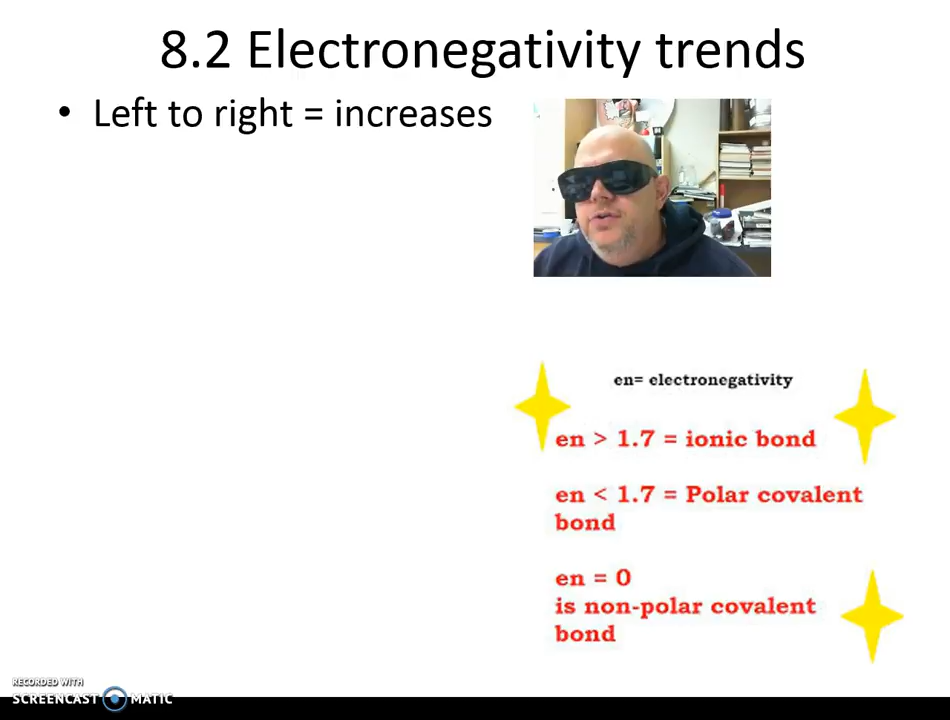 8.2 Electronegativity trends
• Left to right = increases
en= electronegativity
en > 1.7 = ionic bond
en < 1.7 = Polar covalent
bond
en = 0
is non-polar covalent
bond
RECORDED WITH
SCREENCAST MATIC